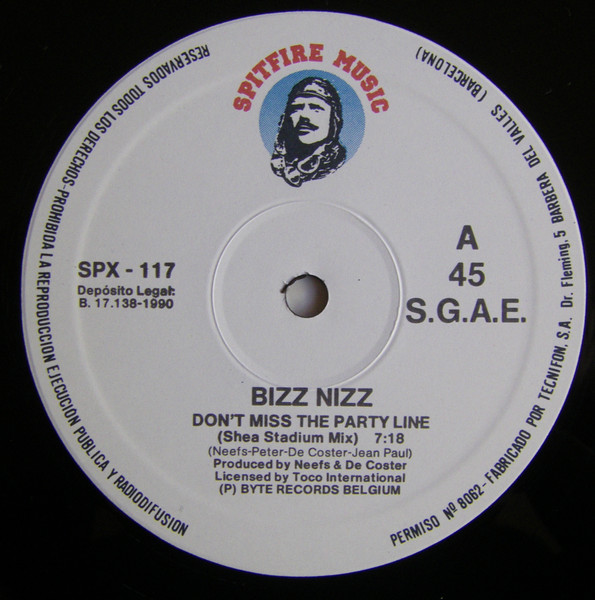 SPITFIRE MUSIC
SPX - 117
Depósito Legal:
B. 17.138-1990
A
45
S.G.A.E.
BIZZ NIZZ
DON'T MISS THE PARTY LINE
(Shea Stadium Mix) 7:18
(Neefs-Peter-De Coster-Jean Paul)
Produced by Neefs & De Coster
Licensed by Toco International
(P) BYTE RECORDS BELGIUM
RESERVADOS TODOS LOS DERECHOS-PROHIBIDA LA REPRODUCCION EJECUCION PUBLICA Y RADIODIFUSION
PERMISO Nº 8062-FABRICADO POR TECNIFON, S.A. Dr. Fleming, 5 BARBERA DEL VALLES (BARCELONA)